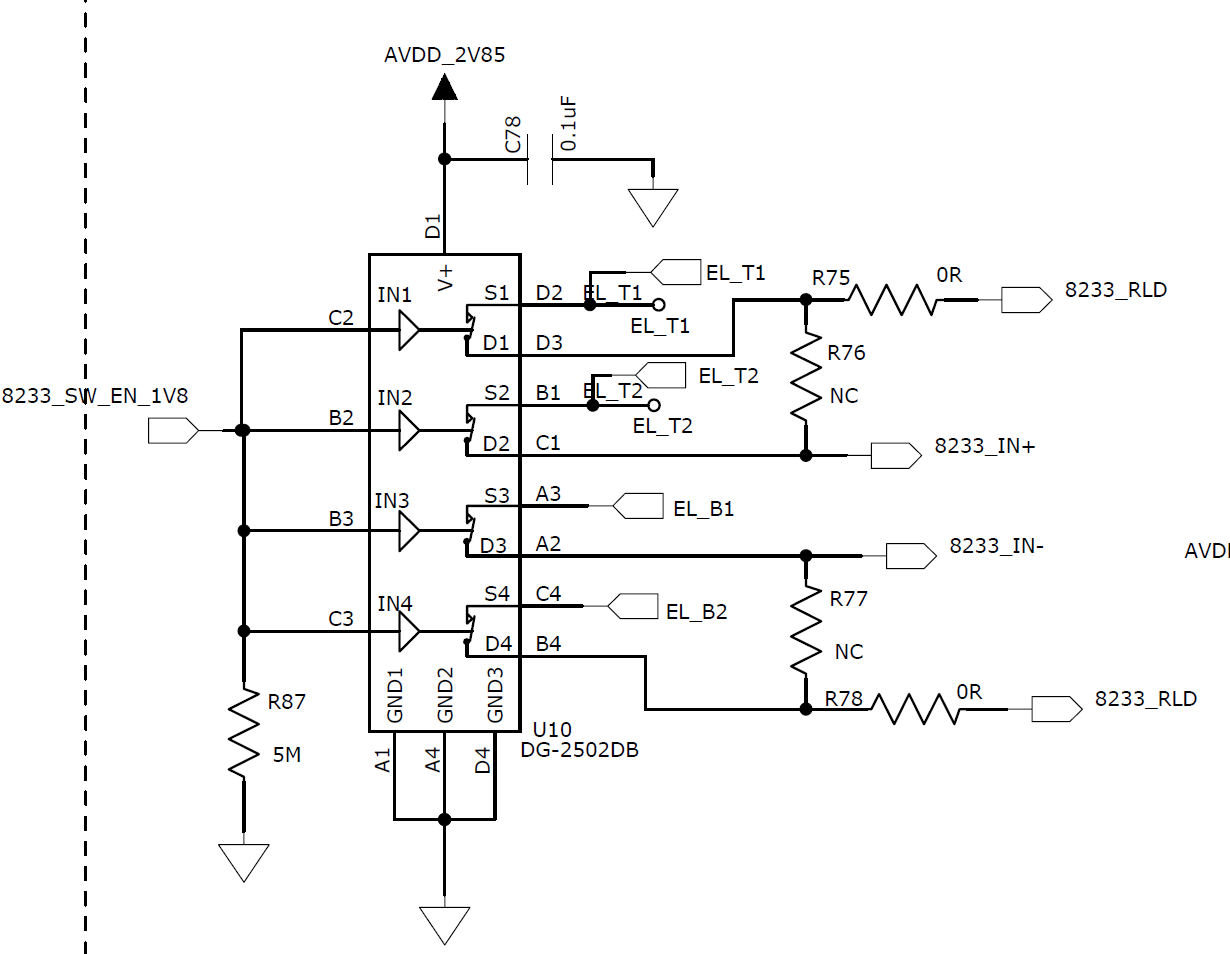 AVDD_2V85
C78
0.1uF
D1
V+
IN1
S1
D2
EL_T1
EL_T1
EL_T1
R75
0R
8233_RLD
C2
D1
D3
R76
8233_SW_EN_1V8
IN2
S2
B1
EL_T2
EL_T2
EL_T2
NC
B2
D2
C1
8233_IN+
IN3
S3
A3
EL_B1
B3
D3
A2
8233_IN-
AVD
IN4
S4
C4
EL_B2
R77
C3
D4
B4
NC
R87
GND1
GND2
GND3
R78
0R
8233_RLD
5M
A1
A4
D4
U10
DG-2502DB